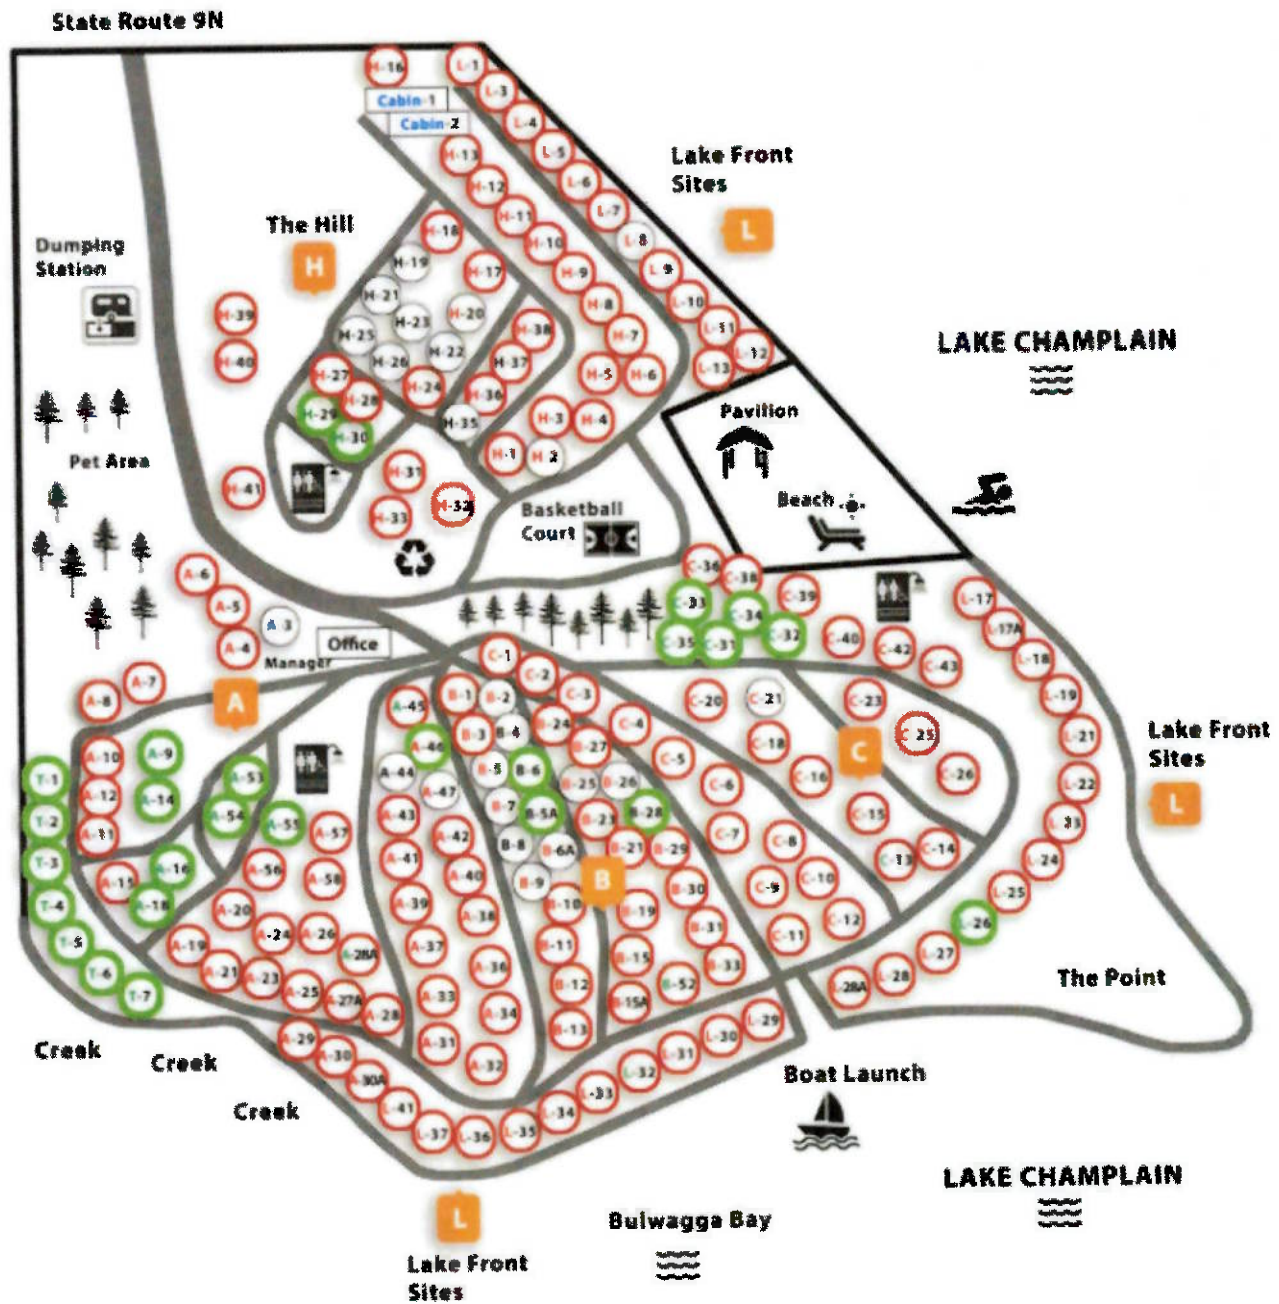 State Route 9N
H-16
L-1
L-3
Cabin-1
Cabin-2
L-4
H-13
L-5
Lake Front
Sites
L
H-12
L-6
H-11
L-7
The Hill
H
H-18
H-10
L-8
Dumping
Station
H-19
H-17
H-9
L-9
H-21
H-20
H-8
L-10
H-39
H-23
H-38
H-7
L-11
H-25
H-22
L-12
LAKE CHAMPLAIN
H-40
H-26
H-37
H-5
H-6
L-13
H-27
H-24
H-36
H-28
H-29
H-35
H-3
H-4
Pavilion
H-30
H-1
H-2
Pet Area
H-31
H-41
H-32
H-33
Basketball
Court
Beach
C-36
C-38
A-6
C-33
C-39
L-17
A-5
A-3
C-34
L-17A
C-35
C-31
C-32
C-40
A-4
Manager
Office
C-42
C-43
L-18
C-1
C-2
A-7
A-8
A
A-45
B-1
B-2
C-3
C-20
C-21
C-23
L-19
A-46
B-3
B-4
B-24
C-4
C-18
C
C-25
L-21
Lake Front
Sites
L
A-10
A-9
B-27
C-5
T-1
A-53
A-44
A-47
B-5
B-6
B-25
B-26
C-6
C-16
C-26
L-22
A-12
A-14
T-2
A-54
A-55
A-43
B-7
B-5A
B-23
B-28
C-15
L-23
A-11
A-57
A-42
B-8
B-6A
B-21
B-29
C-7
C-8
C-13
C-14
T-3
A-16
A-56
A-41
L-24
A-15
A-58
A-40
B-9
B
B-30
C-9
C-10
L-25
T-4
A-18
A-20
A-39
A-38
B-10
B-19
C-12
L-26
T-5
A-19
A-24
A-26
A-37
B-11
B-31
C-11
A-28A
B-15
B-33
L-27
T-6
A-21
A-23
A-36
L-28
The Point
T-7
A-25
A-27A
A-28
A-33
B-12
B-15A
B-52
L-28A
A-34
B-13
L-29
Creek
Creek
A-29
A-30
A-31
L-30
L-31
A-30A
A-32
L-32
Boat Launch
Creek
L-41
L-33
L-34
L-37
L-36
L-35
LAKE CHAMPLAIN
L
Lake Front
Sites
Bulwagga Bay